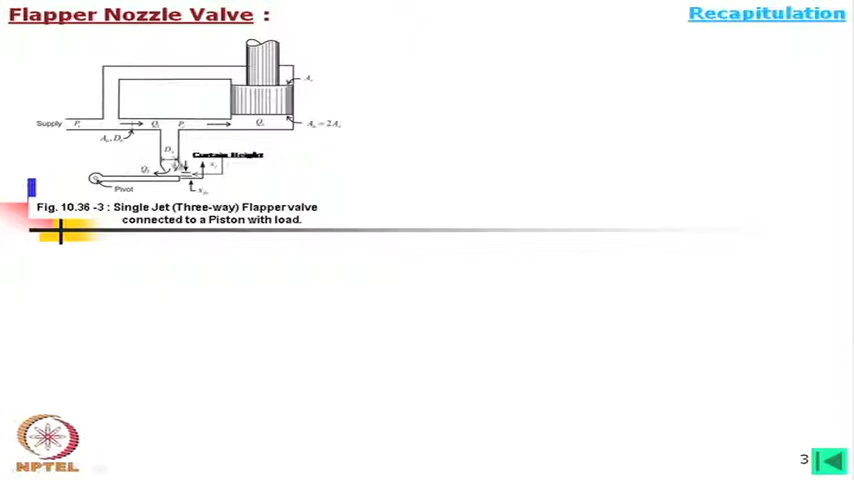 Flapper Nozzle Valve :
Recapitulation
Supply
Curtain Height
Pivot
Fig. 10.36 -3 : Single Jet (Three-way) Flapper valve
connected to a Piston with load.
NPTEL
3